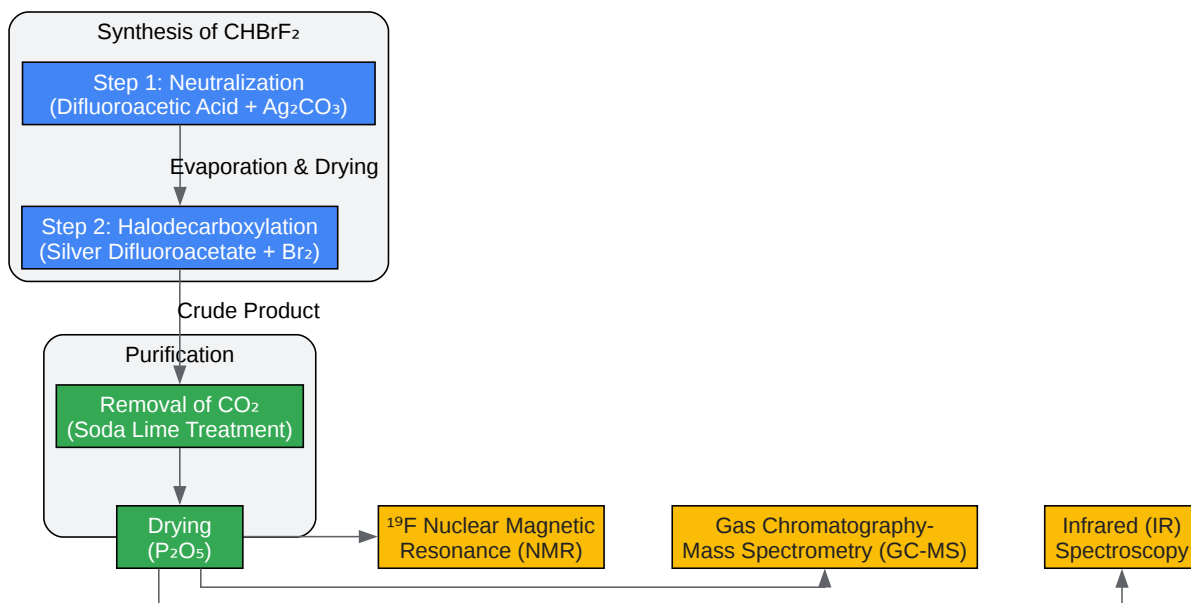 Synthesis of CHBrF₂
Step 1: Neutralization
(Difluoroacetic Acid + Ag₂CO₃)
Evaporation & Drying
Step 2: Halodecarboxylation
(Silver Difluoroacetate + Br₂)
Crude Product
Purification
Removal of CO₂
(Soda Lime Treatment)
Drying
(P₂O₅)
¹⁹F Nuclear Magnetic
Resonance (NMR)
Gas Chromatography-
Mass Spectrometry (GC-MS)
Infrared (IR)
Spectroscopy